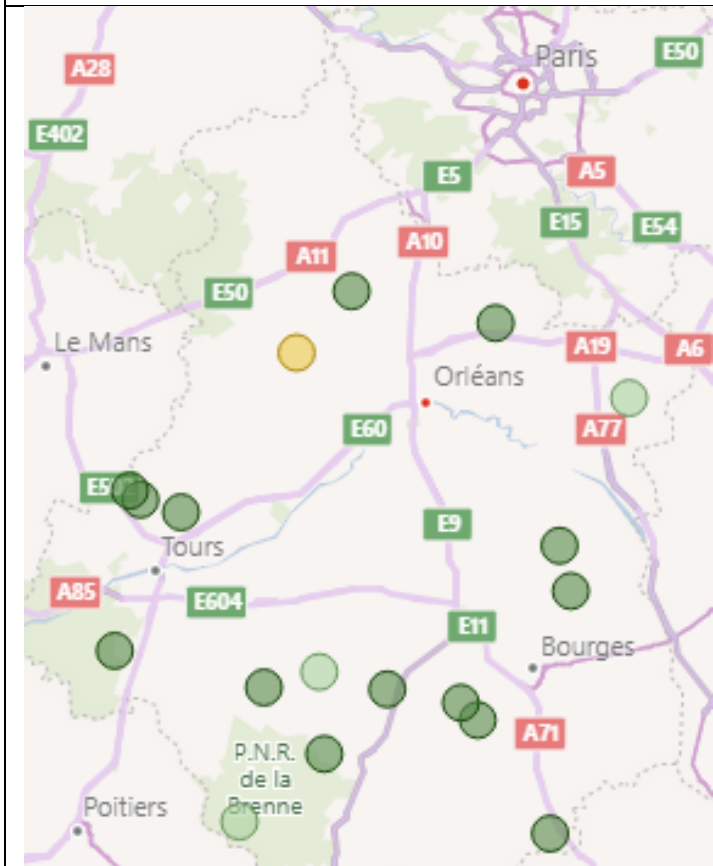 Paris
E50
A28
E402
E5
A5
E15
E54
A10
A11
E50
Le Mans
A19
A6
Orléans
E60
A77
E9
Tours
A85
E604
E11
Bourges
A71
P.N.R.
de la
Brenne
Poitiers